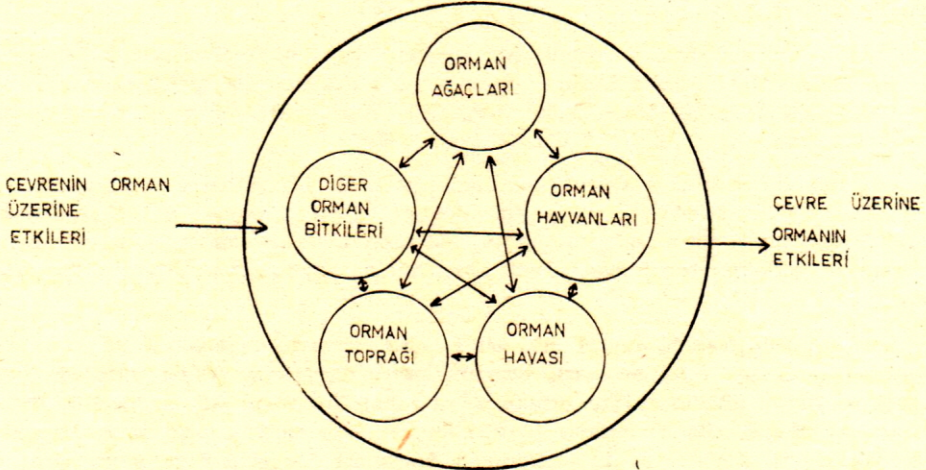 ORMAN
AĞAÇLARI
ÇEVRENİN ORMAN
ÜZERİNE
ETKİLERİ
DİGER
ORMAN
BİTKİLERİ
ORMAN
HAYVANLARI
ÇEVRE ÜZERİNE
ORMANIN
ETKİLERİ
ORMAN
TOPRAĞI
ORMAN
HAVASI